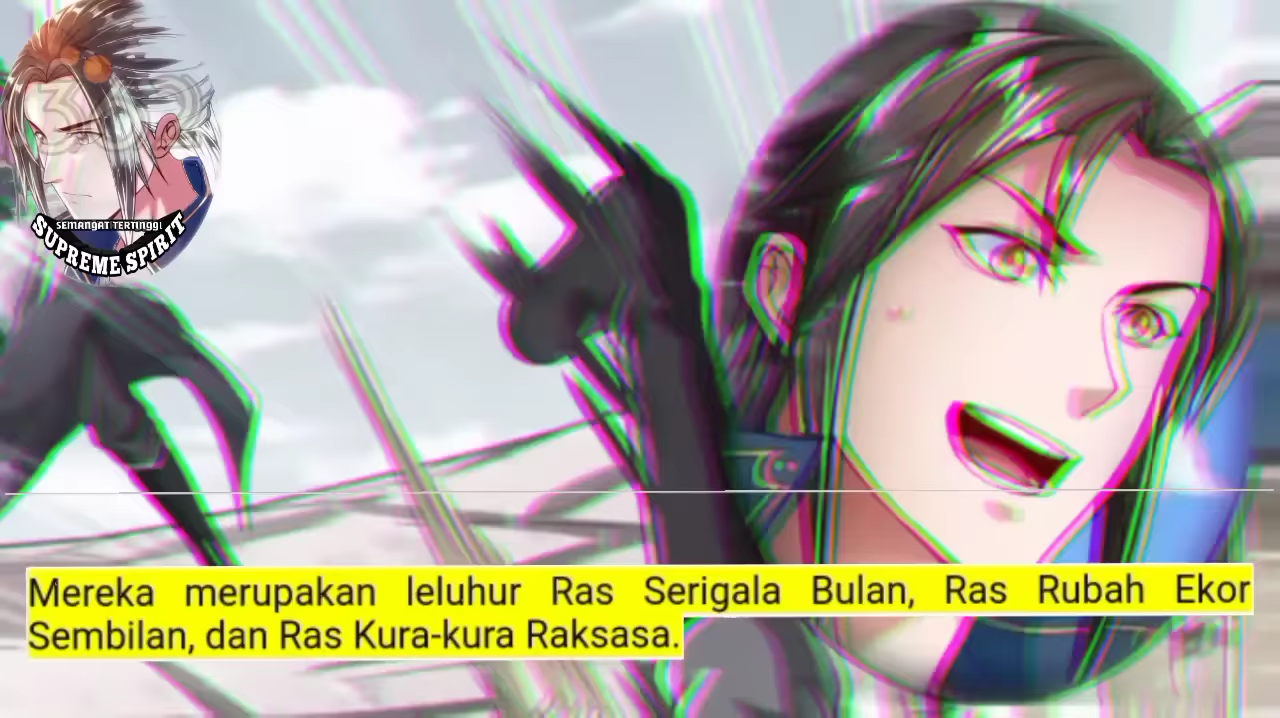 SEMANGAT TERTINGGI
SUPREME SPIRIT
Mereka merupakan leluhur Ras Serigala Bulan, Ras Rubah Ekor
Sembilan, dan Ras Kura-kura Raksasa.